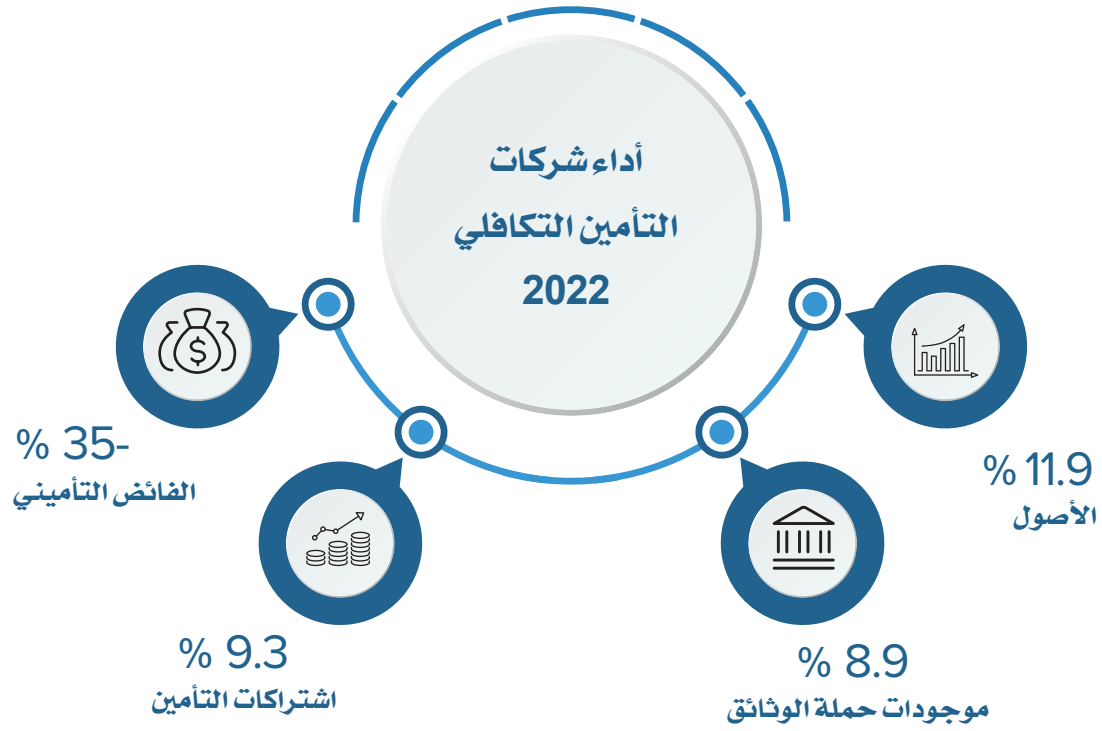 أداء شركات
التأمين التكافلي
2022
% 11.9
الأصول
% 8.9
موجودات حملة الوثائق
% 9.3
اشتراكات التأمين
% 35-
الفائض التأميني
$